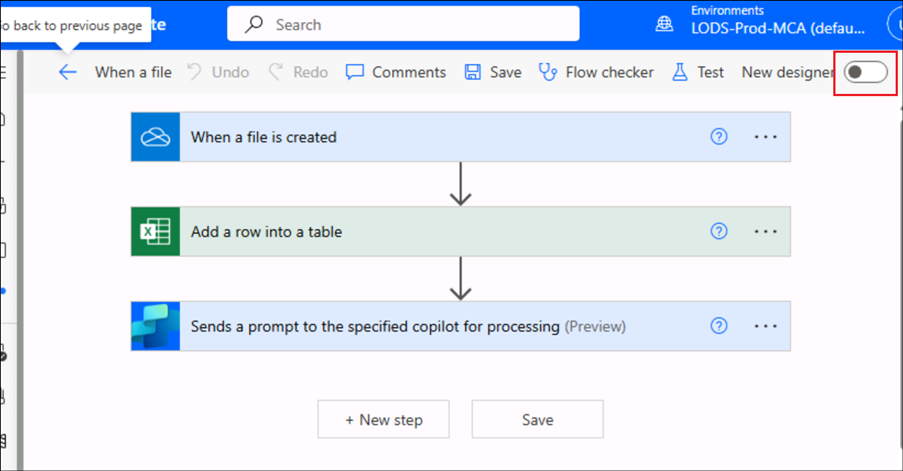 Go back to previous page
te
Search
Environments
LODS-Prod-MCA (defau...
When a file
Undo
Redo
Comments
Save
Flow checker
Test
New designer
When a file is created
Add a row into a table
Sends a prompt to the specified copilot for processing (Preview)
+ New step
Save